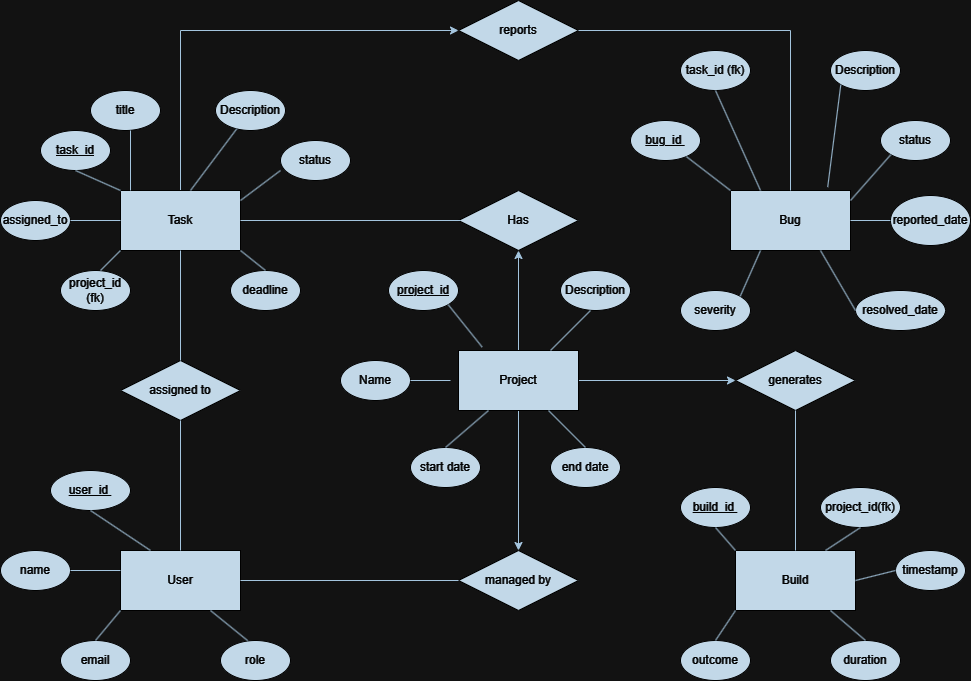 reports
task_id (fk)
Description
title
Description
bug_id
status
task_id
status
assigned_to
Task
Has
Bug
reported_date
project_id
(fk)
deadline
project_id
Description
severity
resolved_date
Name
Project
generates
assigned to
start date
end date
user_id
build_id
project_id(fk)
name
User
managed by
Build
timestamp
email
role
outcome
duration